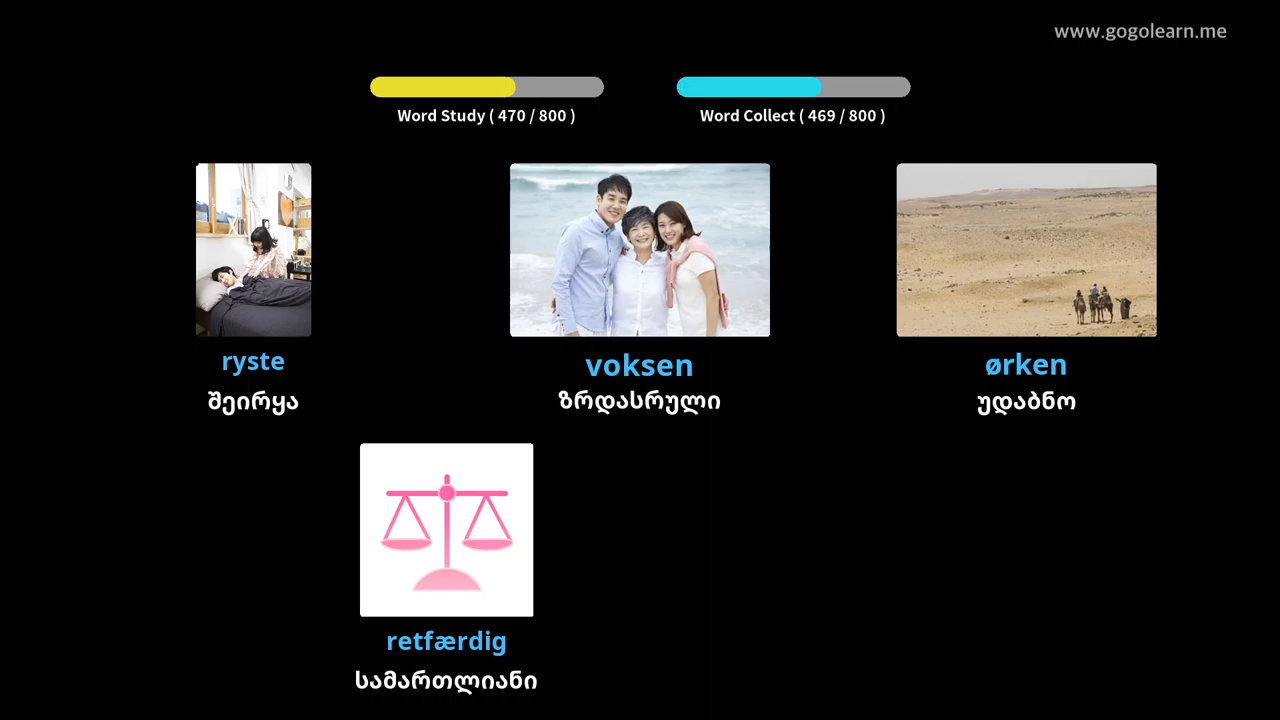 www.gogolearn.me
Word Study ( 470 / 800 )
Word Collect ( 469 / 800 )
ryste
შეირყა
voksen
ზრდასრული
ørken
უდაბნო
retfærdig
სამართლიანი